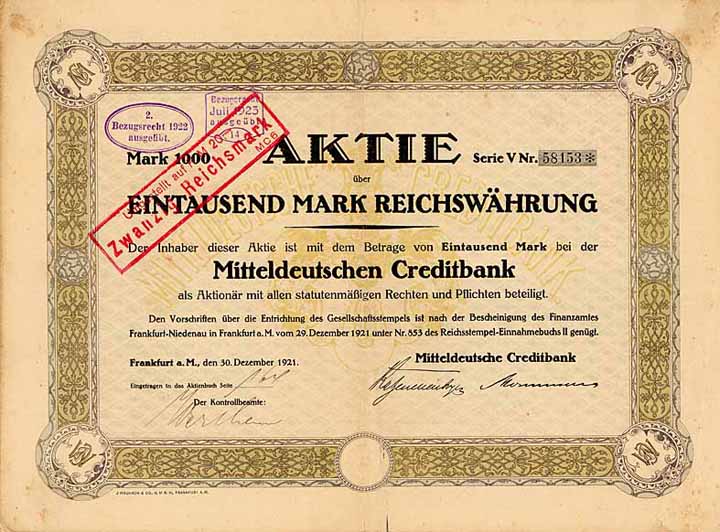 2.
Bezugsrecht 1922
ausgeübt.
Bezugsrecht
Juli 1923
ausgeübt
Mark 1000
AKTIE
Serie V Nr. 58153*
auf RM 20.-
Zwanzig Reichsmark
MCB
über
EINTAUSEND MARK REICHSWÄHRUNG
Der Inhaber dieser Aktie ist mit dem Betrage von Eintausend Mark bei der
Mitteldeutschen Creditbank
als Aktionär mit allen statutenmäßigen Rechten und Pflichten beteiligt.
Den Vorschriften über die Entrichtung des Gesellschaftsstempels ist nach der Bescheinigung des Finanzamtes
Frankfurt-Niedenau in Frankfurt a.M. vom 29. Dezember 1921 unter Nr. 853 des Reichsstempel-Einnahmebuchs II genügt.
Frankfurt a. M., den 30. Dezember 1921.
Mitteldeutsche Creditbank
Eingetragen in das Aktienbuch Seite
Der Kontrollbeamte: